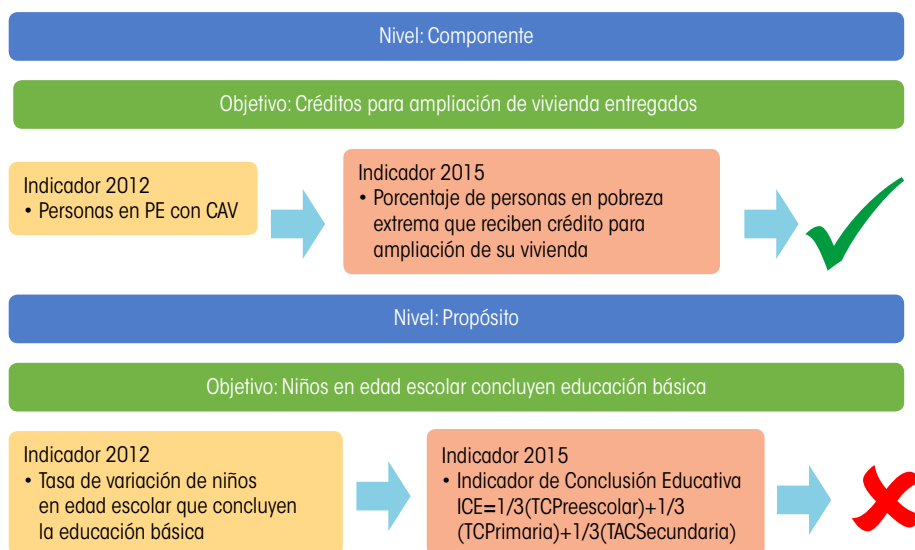 Nivel: Componente
Objetivo: Créditos para ampliación de vivienda entregados
Indicador 2012
• Personas en PE con CAV
Indicador 2015
• Porcentaje de personas en pobreza
extrema que reciben crédito para
ampliación de su vivienda
Nivel: Propósito
Objetivo: Niños en edad escolar concluyen educación básica
Indicador 2012
• Tasa de variación de niños
en edad escolar que concluyen
la educación básica
Indicador 2015
• Indicador de Conclusión Educativa
ICE=1/3(TCPreescolar)+1/3
(TCPrimaria)+1/3(TACSecundaria)